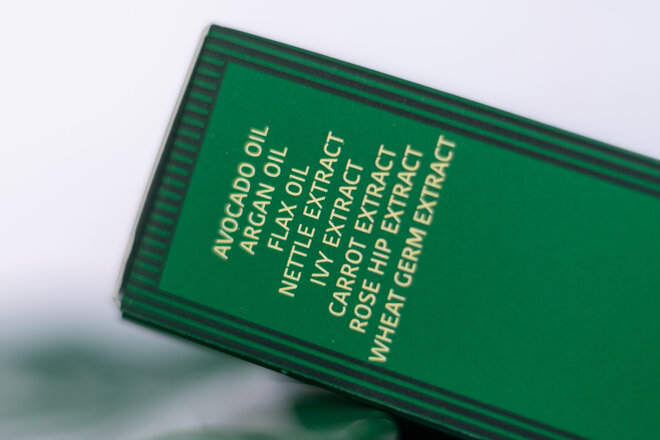 AVOCADO OIL
ARGAN OIL
FLAX OIL
NETTLE EXTRACT
IVY EXTRACT
CARROT EXTRACT
ROSE HIP EXTRACT
WHEAT GERM EXTRACT